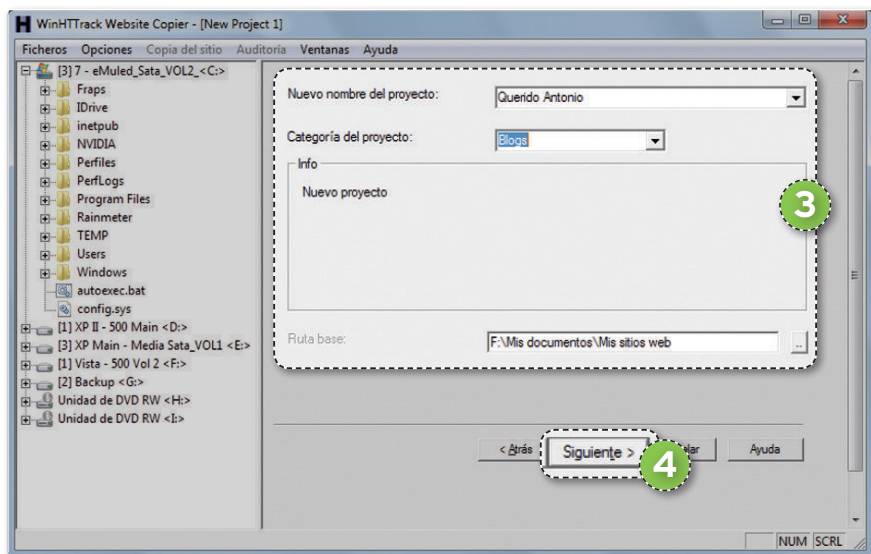 WinHTTrack Website Copier - [New Project 1]
Ficheros Opciones Copia del sitio Auditoría Ventanas Ayuda
[3] 7 - eMuled_Sata_VOL2_<C:>
Fraps
IDrive
inetpub
NVIDIA
Perfiles
PerfLogs
Program Files
Rainmeter
TEMP
Users
Windows
autoexec.bat
config.sys
[1] XP II - 500 Main <D:>
[3] XP Main - Media Sata_VOL1 <E:>
[1] Vista - 500 Vol 2 <F:>
[2] Backup <G:>
Unidad de DVD RW <H:>
Unidad de DVD RW <I:>
Nuevo nombre del proyecto: Querido Antonio
Categoría del proyecto: Blogs
Info
Nuevo proyecto
3
Ruta base: F:\Mis documentos\Mis sitios web ..
< Atrás Siguiente > 4 Ayuda
NUM SCRL